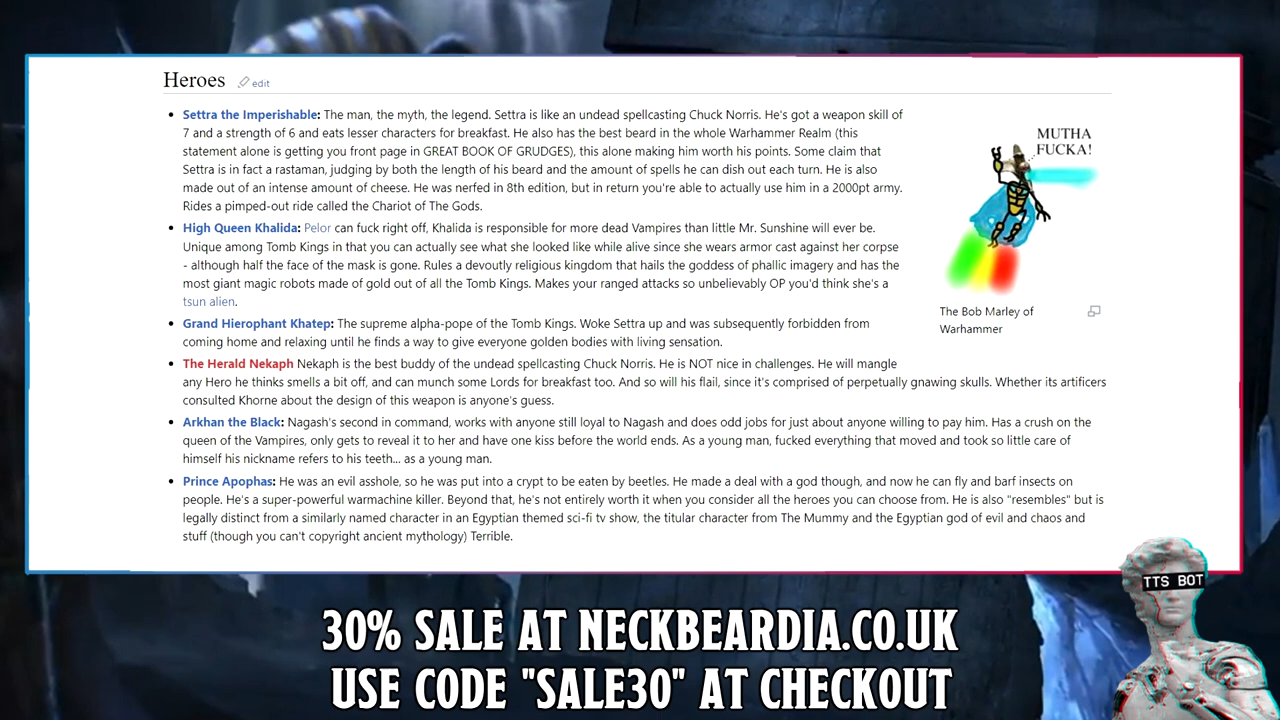 Heroes edit
• Settra the Imperishable: The man, the myth, the legend. Settra is like an undead spellcasting Chuck Norris. He's got a weapon skill of
7 and a strength of 6 and eats lesser characters for breakfast. He also has the best beard in the whole Warhammer Realm (this
statement alone is getting you front page in GREAT BOOK OF GRUDGES), this alone making him worth his points. Some claim that
Settra is in fact a rastaman, judging by both the length of his beard and the amount of spells he can dish out each turn. He is also
made out of an intense amount of cheese. He was nerfed in 8th edition, but in return you're able to actually use him in a 2000pt army.
Rides a pimped-out ride called the Chariot of The Gods.
MUTHA
FUCKA!
The Bob Marley of
Warhammer
• High Queen Khalida: Pelor can fuck right off, Khalida is responsible for more dead Vampires than little Mr. Sunshine will ever be.
Unique among Tomb Kings in that you can actually see what she looked like while alive since she wears armor cast against her corpse
- although half the face of the mask is gone. Rules a devoutly religious kingdom that hails the goddess of phallic imagery and has the
most giant magic robots made of gold out of all the Tomb Kings. Makes your ranged attacks so unbelievably OP you'd think she's a
tsun alien.
• Grand Hierophant Khatep: The supreme alpha-pope of the Tomb Kings. Woke Settra up and was subsequently forbidden from
coming home and relaxing until he finds a way to give everyone golden bodies with living sensation.
• The Herald Nekaph Nekaph is the best buddy of the undead spellcasting Chuck Norris. He is NOT nice in challenges. He will mangle
any Hero he thinks smells a bit off, and can munch some Lords for breakfast too. And so will his flail, since it's comprised of perpetually gnawing skulls. Whether its artificers
consulted Khorne about the design of this weapon is anyone's guess.
• Arkhan the Black: Nagash's second in command, works with anyone still loyal to Nagash and does odd jobs for just about anyone willing to pay him. Has a crush on the
queen of the Vampires, only gets to reveal it to her and have one kiss before the world ends. As a young man, fucked everything that moved and took so little care of
himself his nickname refers to his teeth... as a young man.
• Prince Apophas: He was an evil asshole, so he was put into a crypt to be eaten by beetles. He made a deal with a god though, and now he can fly and barf insects on
people. He's a super-powerful warmachine killer. Beyond that, he's not entirely worth it when you consider all the heroes you can choose from. He is also "resembles" but is
legally distinct from a similarly named character in an Egyptian themed sci-fi tv show, the titular character from The Mummy and the Egyptian god of evil and chaos and
stuff (though you can't copyright ancient mythology) Terrible.
TTS BOT
30% SALE AT NECKBEARDIA.CO.UK
USE CODE "SALE30" AT CHECKOUT